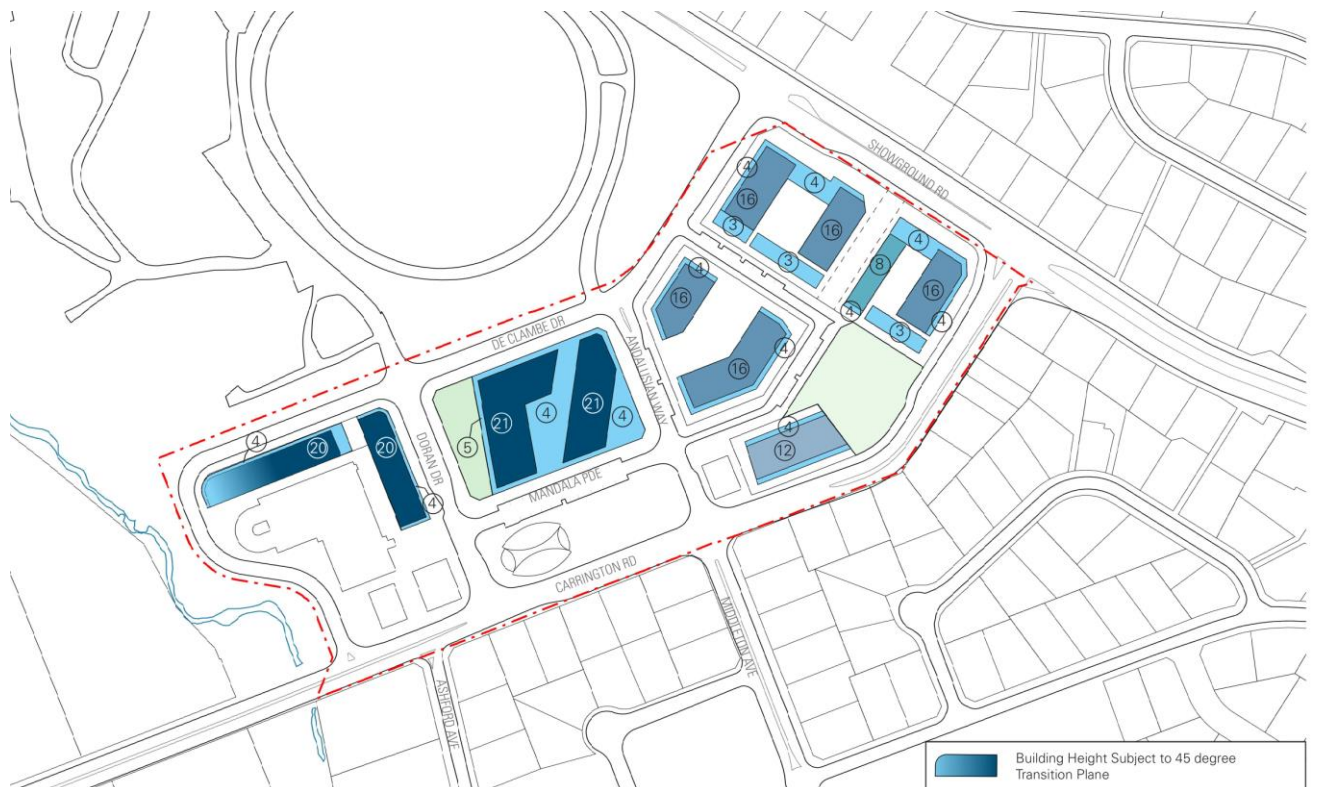 SHOWGROUND RD
4
4
16
16
3
3
4
8
16
4
3
4
4
16
4
16
DE CLAMBE DR
ANDALUSIAN WAY
21
4
21
4
5
4
20
20
4
DORAN DR
MANDALA PDE
4
12
CARRINGTON RD
MIDDLETON AVE
ASHFORD AVE
Building Height Subject to 45 degree
Transition Plane